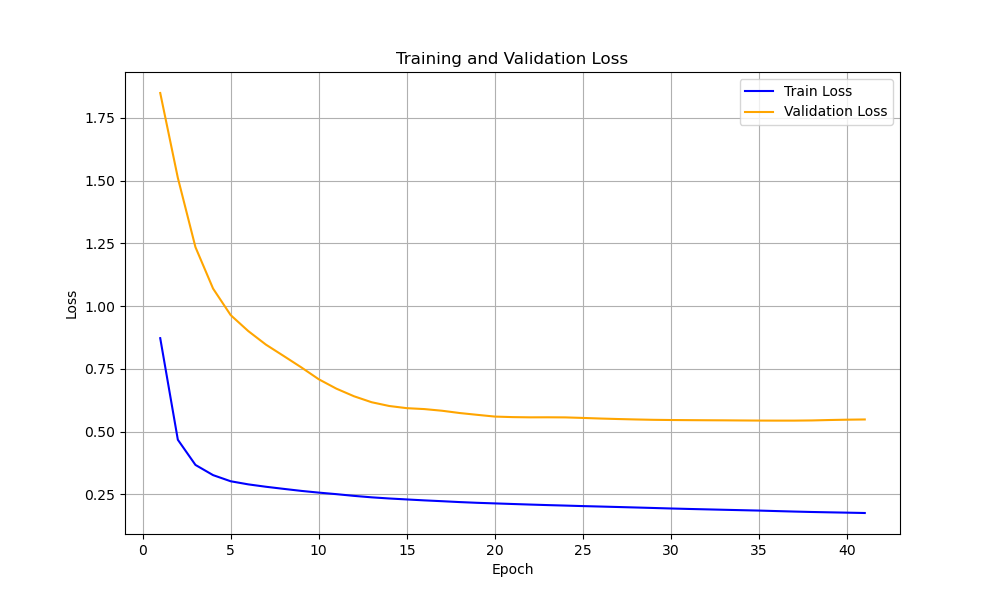 Training and Validation Loss
Train Loss
Validation Loss
1.75
1.50
1.25
1.00
0.75
0.50
0.25
Loss
0 5 10 15 20 25 30 35 40
Epoch